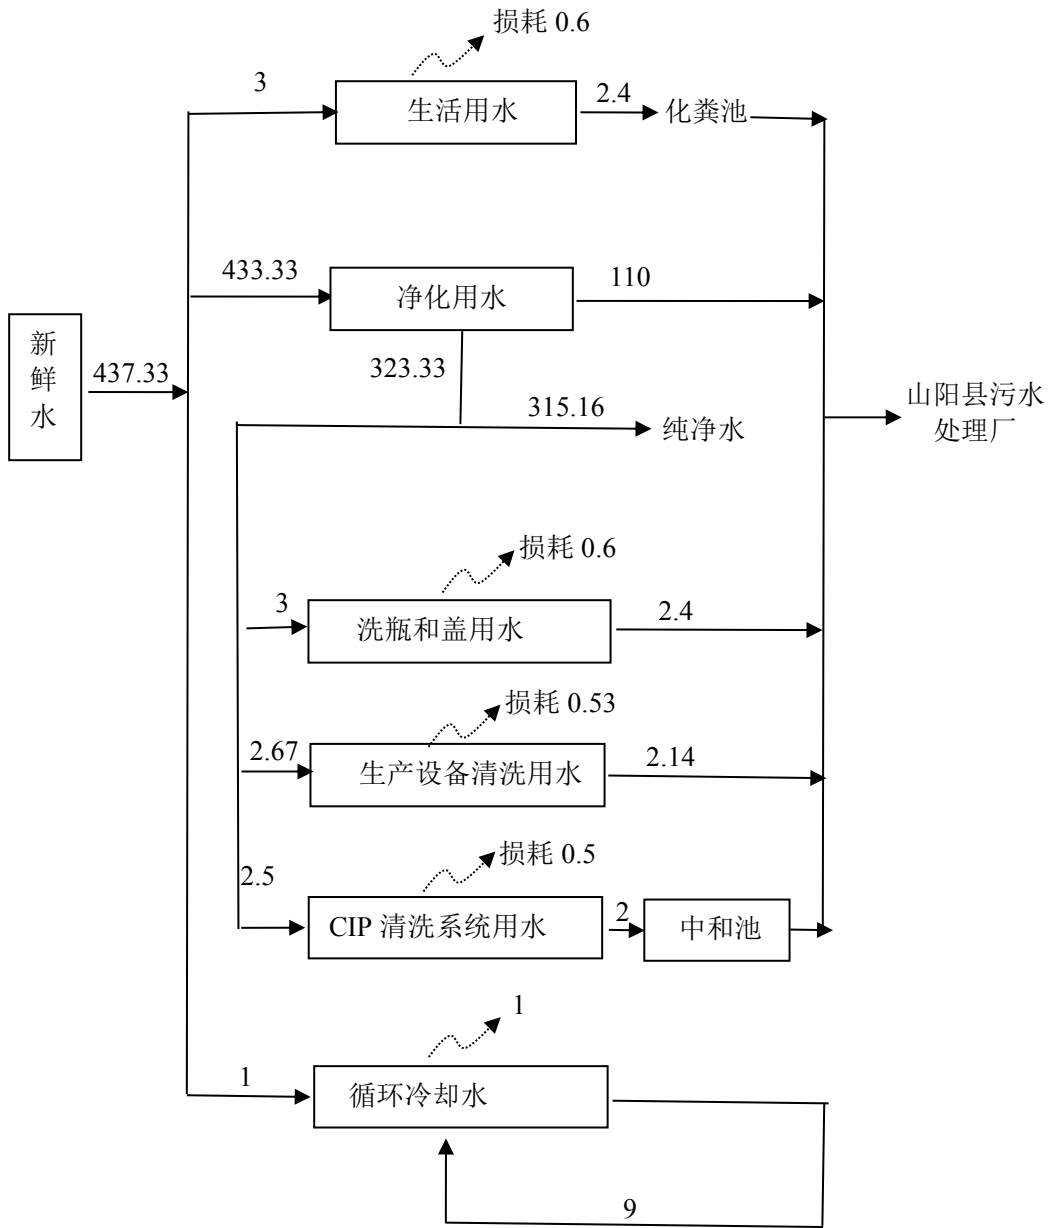 损耗 0.6
3
生活用水
2.4
化粪池
433.33
净化用水
110
新
鲜
水
437.33
323.33
315.16
纯净水
山阳县污水
处理厂
损耗 0.6
3
洗瓶和盖用水
2.4
损耗 0.53
2.67
生产设备清洗用水
2.14
损耗 0.5
2.5
CIP 清洗系统用水
2
中和池
1
1
循环冷却水
9